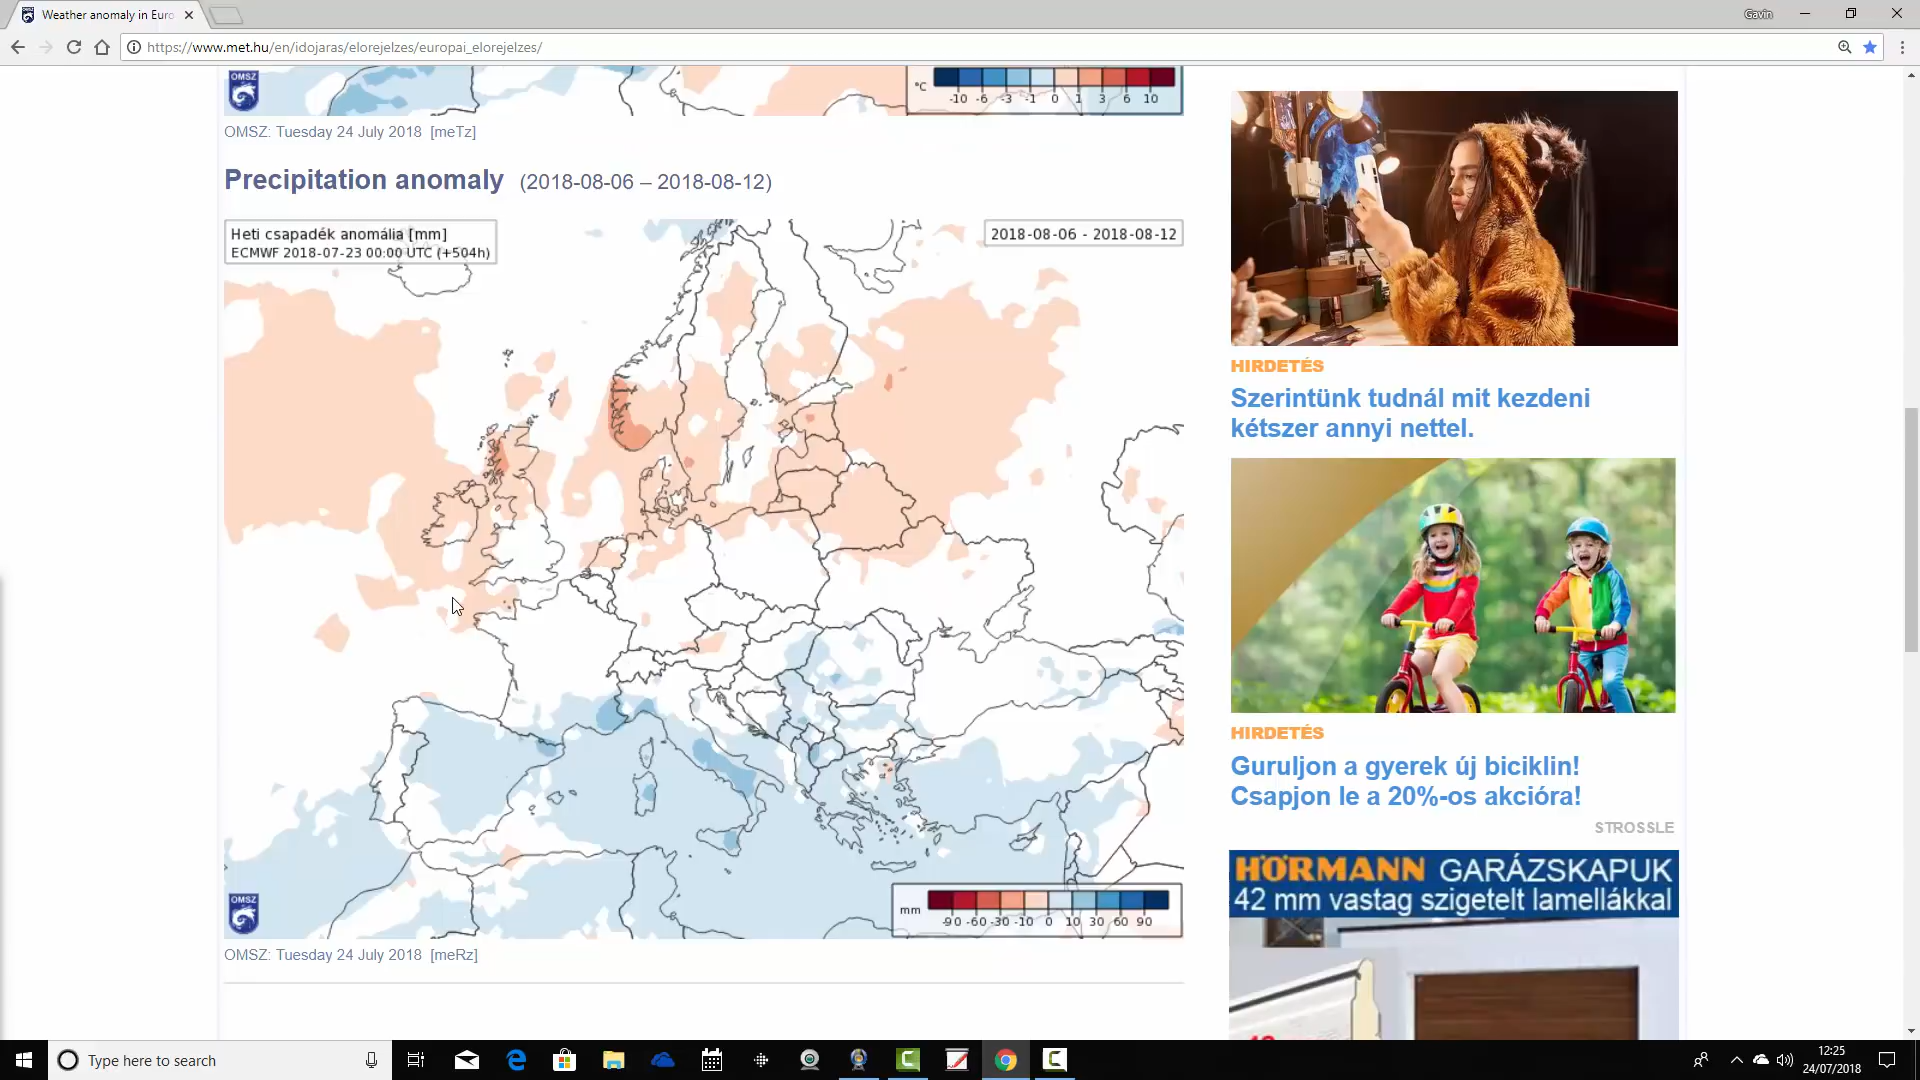 Weather anomaly in Euro
Gavin
https://www.met.hu/en/idojaras/elorejelzes/europai_elorejelzes/
OMSZ
°C
-10 -6 -3 -1 0 1 3 6 10
OMSZ: Tuesday 24 July 2018 [meTz]
Precipitation anomaly (2018-08-06 – 2018-08-12)
Heti csapadék anomália [mm]
ECMWF 2018-07-23 00:00 UTC (+504h)
2018-08-06 - 2018-08-12
OMSZ
mm
-90 -60 -30 -10 0 10 30 60 90
OMSZ: Tuesday 24 July 2018 [meRz]
HIRDETÉS
Szerintünk tudnál mit kezdeni
kétszer annyi nettel.
HIRDETÉS
Guruljon a gyerek új biciklin!
Csapjon le a 20%-os akcióra!
STROSSLE
HÖRMANN GARÁZSKAPUK
42 mm vastag szigetelt lamellákkal
Type here to search
12:25
24/07/2018